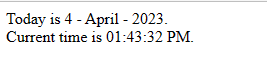 Today is 4 - April - 2023.
Current time is 01:43:32 PM.